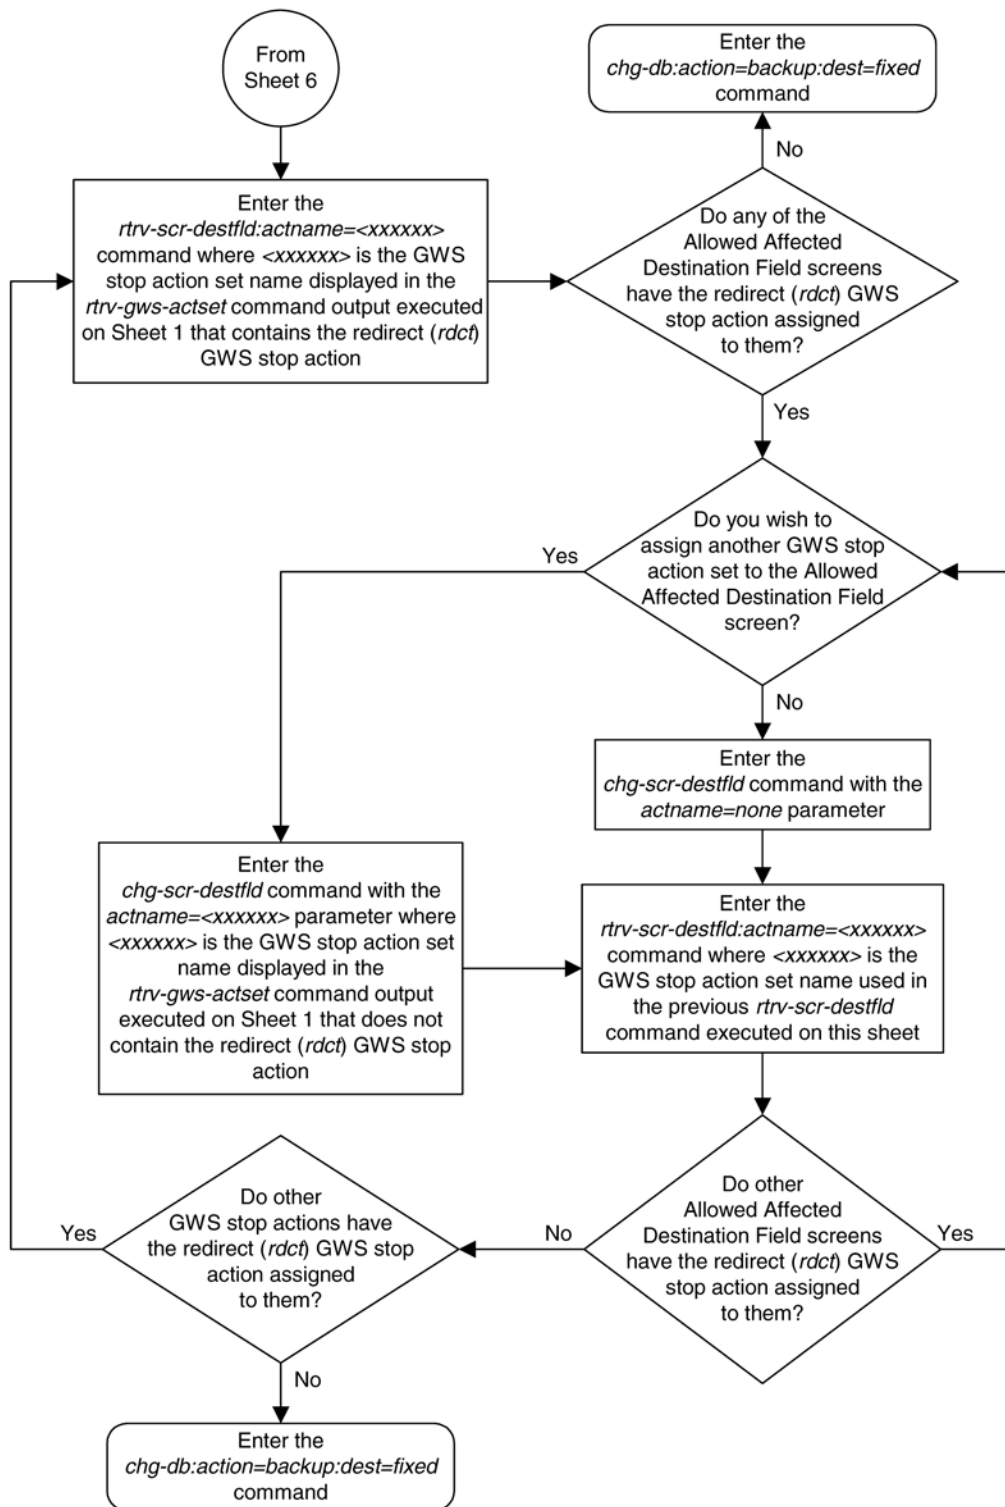 From
Sheet 6
Enter the
chg-db:action=backup:dest=fixed
command
No
Enter the
rtrv-scr-destfld:actname=<xxxxxx>
command where <xxxxxx> is the GWS
stop action set name displayed in the
rtrv-gws-actset command output executed
on Sheet 1 that contains the redirect (rdct)
GWS stop action
Do any of the
Allowed Affected
Destination Field screens
have the redirect (rdct) GWS
stop action assigned
to them?
Yes
Do you wish to
assign another GWS stop
action set to the Allowed
Affected Destination Field
screen?
Yes
No
Enter the
chg-scr-destfld command with the
actname=none parameter
Enter the
chg-scr-destfld command with the
actname=<xxxxxx> parameter where
<xxxxxx> is the GWS stop action set
name displayed in the
rtrv-gws-actset command output
executed on Sheet 1 that does not
contain the redirect (rdct) GWS stop
action
Enter the
rtrv-scr-destfld:actname=<xxxxxx>
command where <xxxxxx> is the
GWS stop action set name used in
the previous rtrv-scr-destfld
command executed on this sheet
Do other
Allowed Affected
Destination Field screens
have the redirect (rdct) GWS
stop action assigned
to them?
Yes
No
Do other
GWS stop actions have
the redirect (rdct) GWS stop
action assigned
to them?
Yes
No
Enter the
chg-db:action=backup:dest=fixed
command